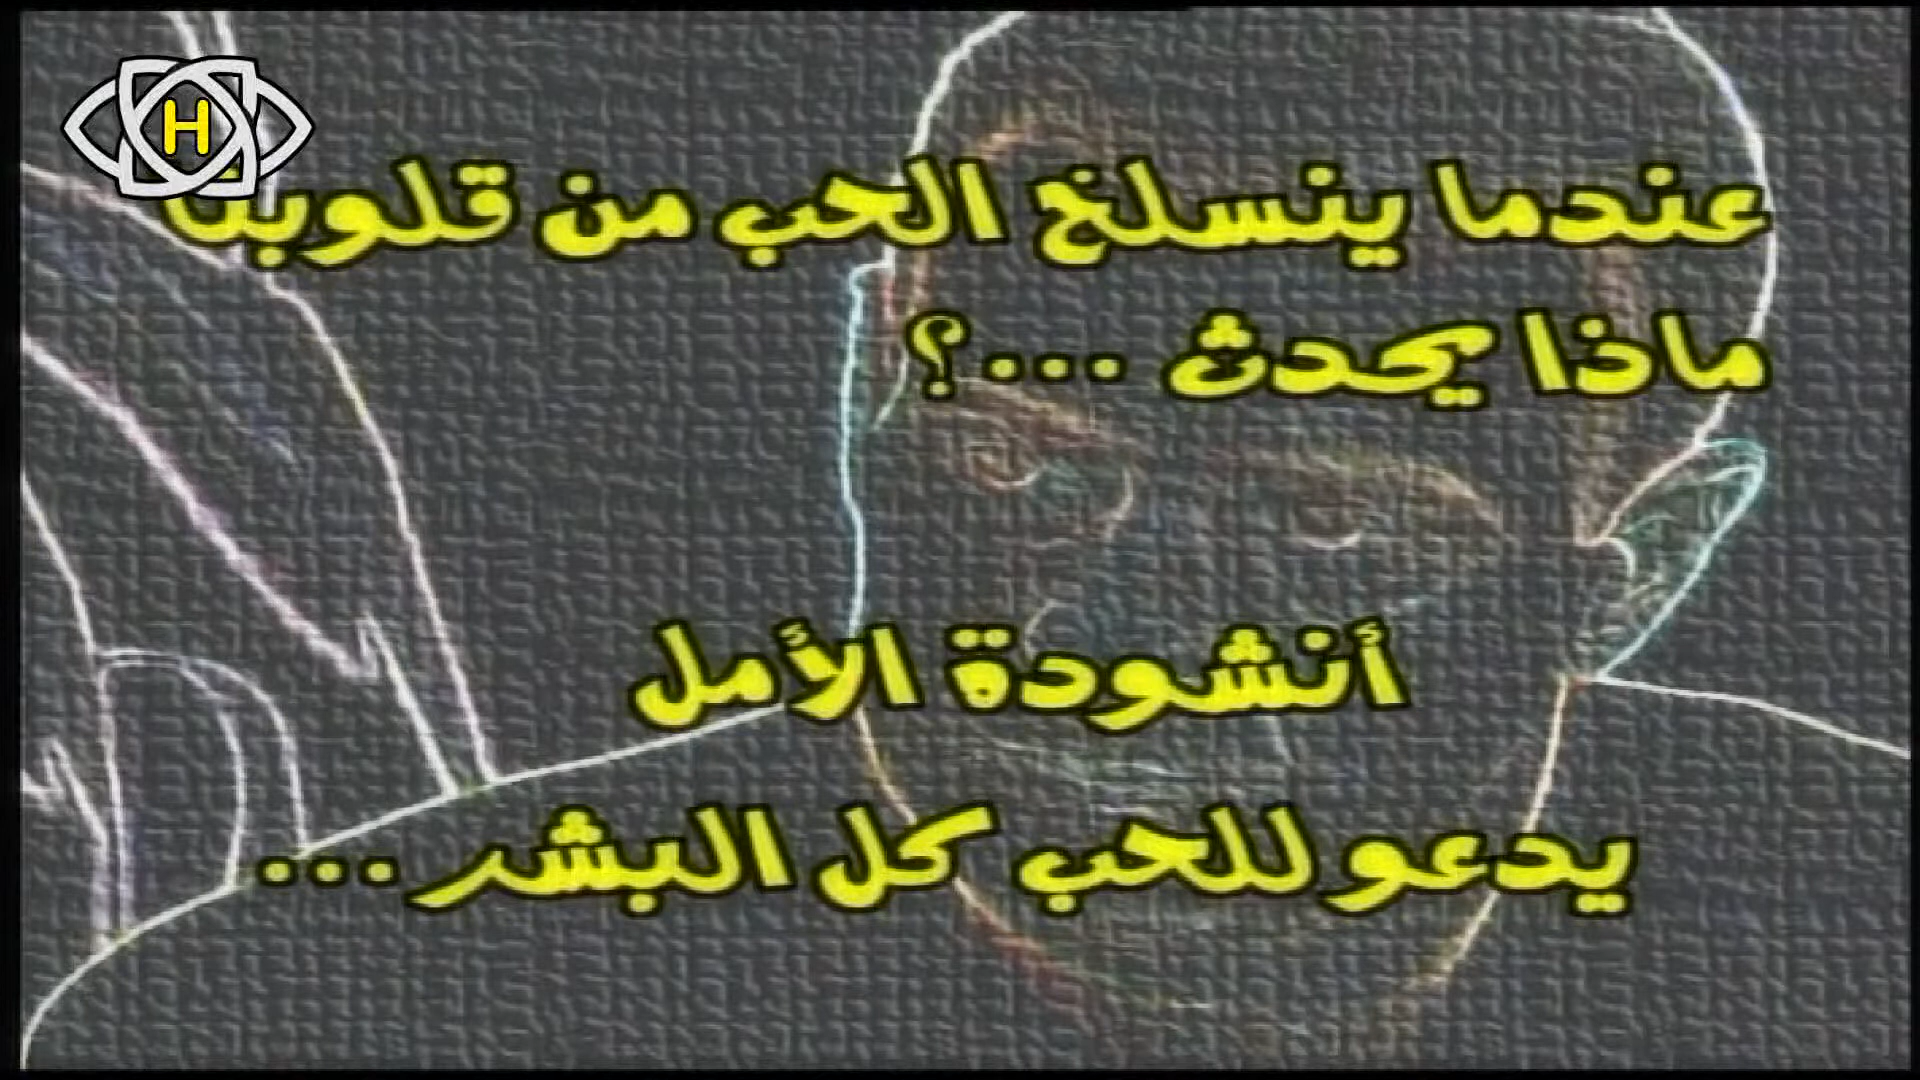 H
عندما ينسلخ الحب من قلوبنا
ماذا يحدث ...؟
أنشودة الأمل
يدعو للحب كل البشر ...